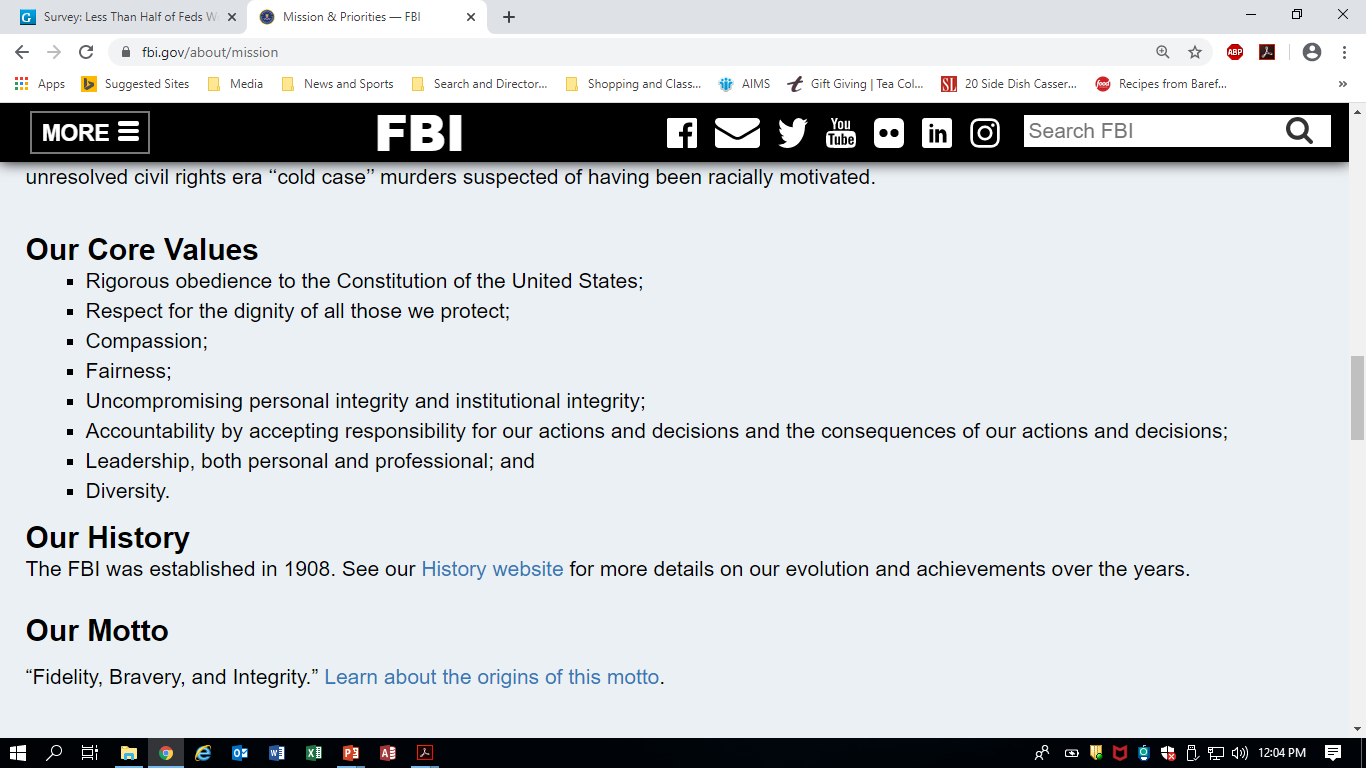 Survey: Less Than Half of Feds W
Mission & Priorities — FBI
fbi.gov/about/mission
ABP
Apps
Suggested Sites
Media
News and Sports
Search and Director...
Shopping and Class...
AIMS
Gift Giving | Tea Col...
SL
20 Side Dish Casser...
food
Recipes from Baref...
»
MORE
FBI
You
Tube
in
Search FBI
unresolved civil rights era “cold case” murders suspected of having been racially motivated.
Our Core Values
▪ Rigorous obedience to the Constitution of the United States;
▪ Respect for the dignity of all those we protect;
▪ Compassion;
▪ Fairness;
▪ Uncompromising personal integrity and institutional integrity;
▪ Accountability by accepting responsibility for our actions and decisions and the consequences of our actions and decisions;
▪ Leadership, both personal and professional; and
▪ Diversity.
Our History
The FBI was established in 1908. See our History website for more details on our evolution and achievements over the years.
Our Motto
“Fidelity, Bravery, and Integrity.” Learn about the origins of this motto.
12:04 PM